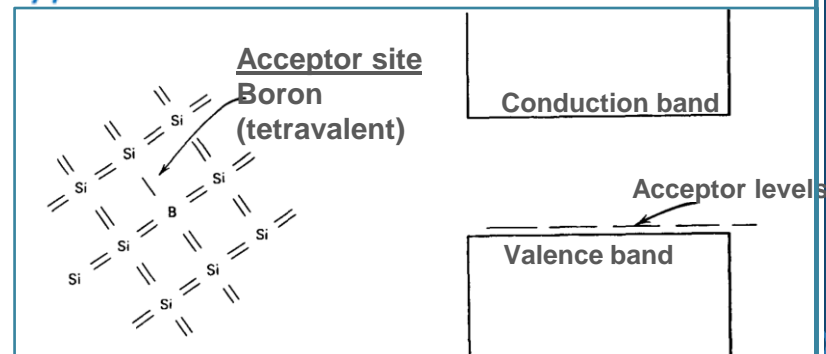 Acceptor site
Boron
(tetravalent)
Conduction band
Acceptor levels
Valence band
Si
Si
Si
Si
B
Si
Si
Si
Si
Si
Si